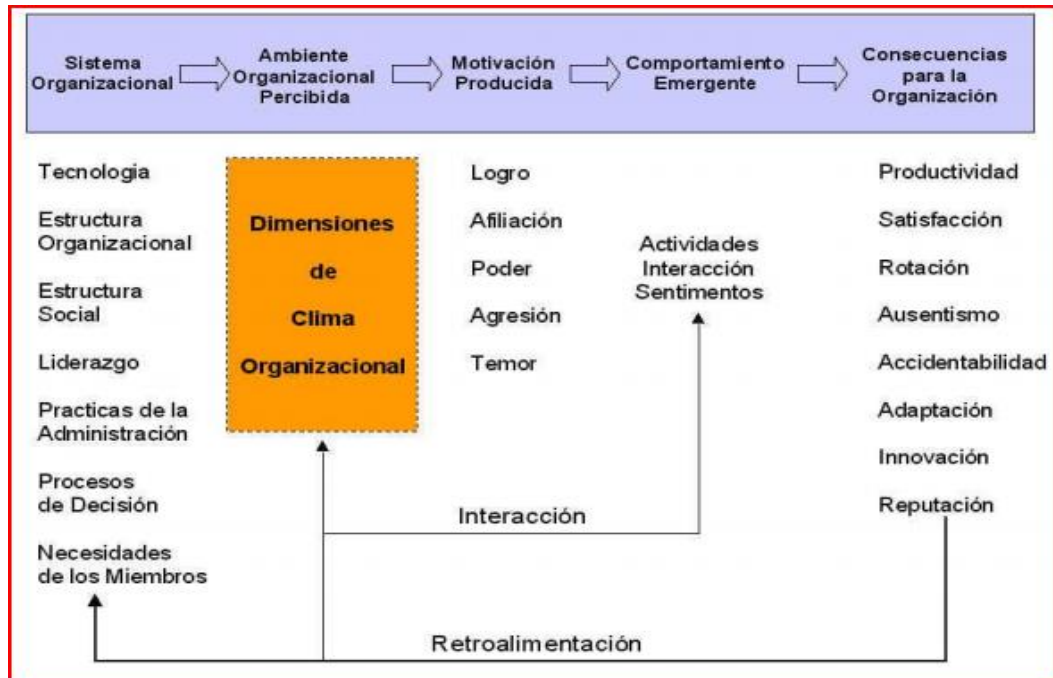 Sistema
Organizacional
Ambiente
Organizacional
Percibida
Motivación
Producida
Comportamiento
Emergente
Consecuencias
para la
Organización
Tecnologia
Estructura
Organizacional
Estructura
Social
Liderazgo
Practicas de la
Administración
Procesos
de Decisión
Necesidades
de los Miembros
Dimensiones
de
Clima
Organizacional
Logro
Afiliación
Poder
Agresión
Temor
Actividades
Interacción
Sentimentos
Productividad
Satisfacción
Rotación
Ausentismo
Accidentabilidad
Adaptación
Innovación
Reputación
Interacción
Retroalimentación